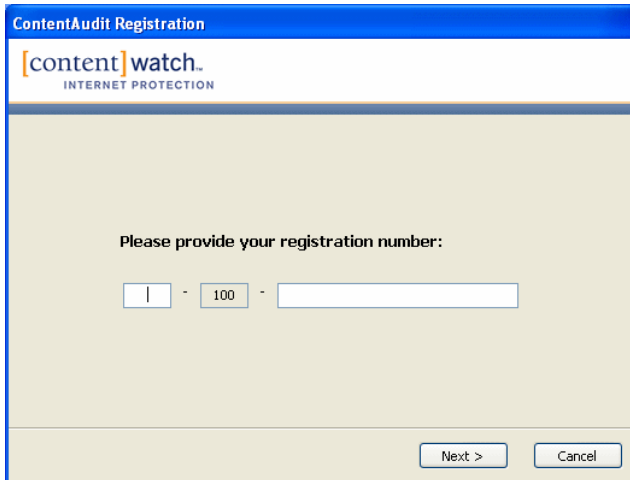 ContentAudit Registration
[content] watch™
INTERNET PROTECTION
Please provide your registration number:
- 100 -
Next > Cancel